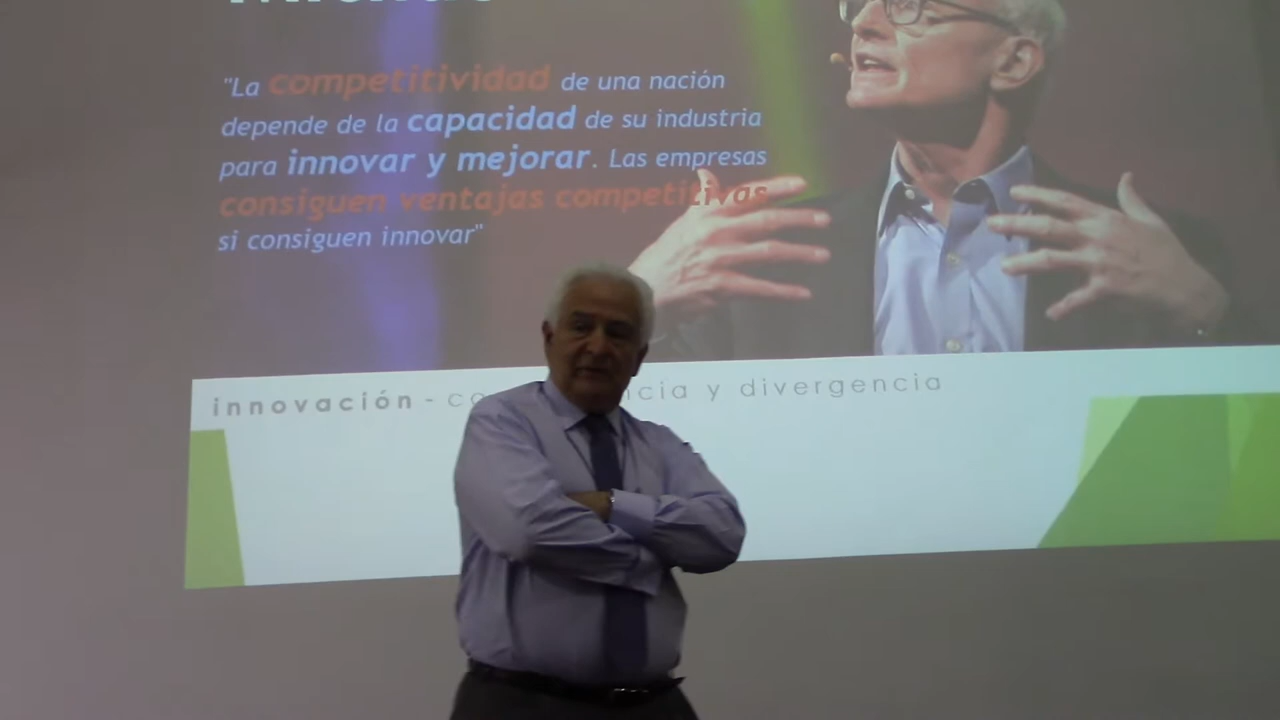 "La competitividad de una nación
depende de la capacidad de su industria
para innovar y mejorar. Las empresas
consiguen ventajas competitivas
si consiguen innovar"
innovación - co cia y divergencia